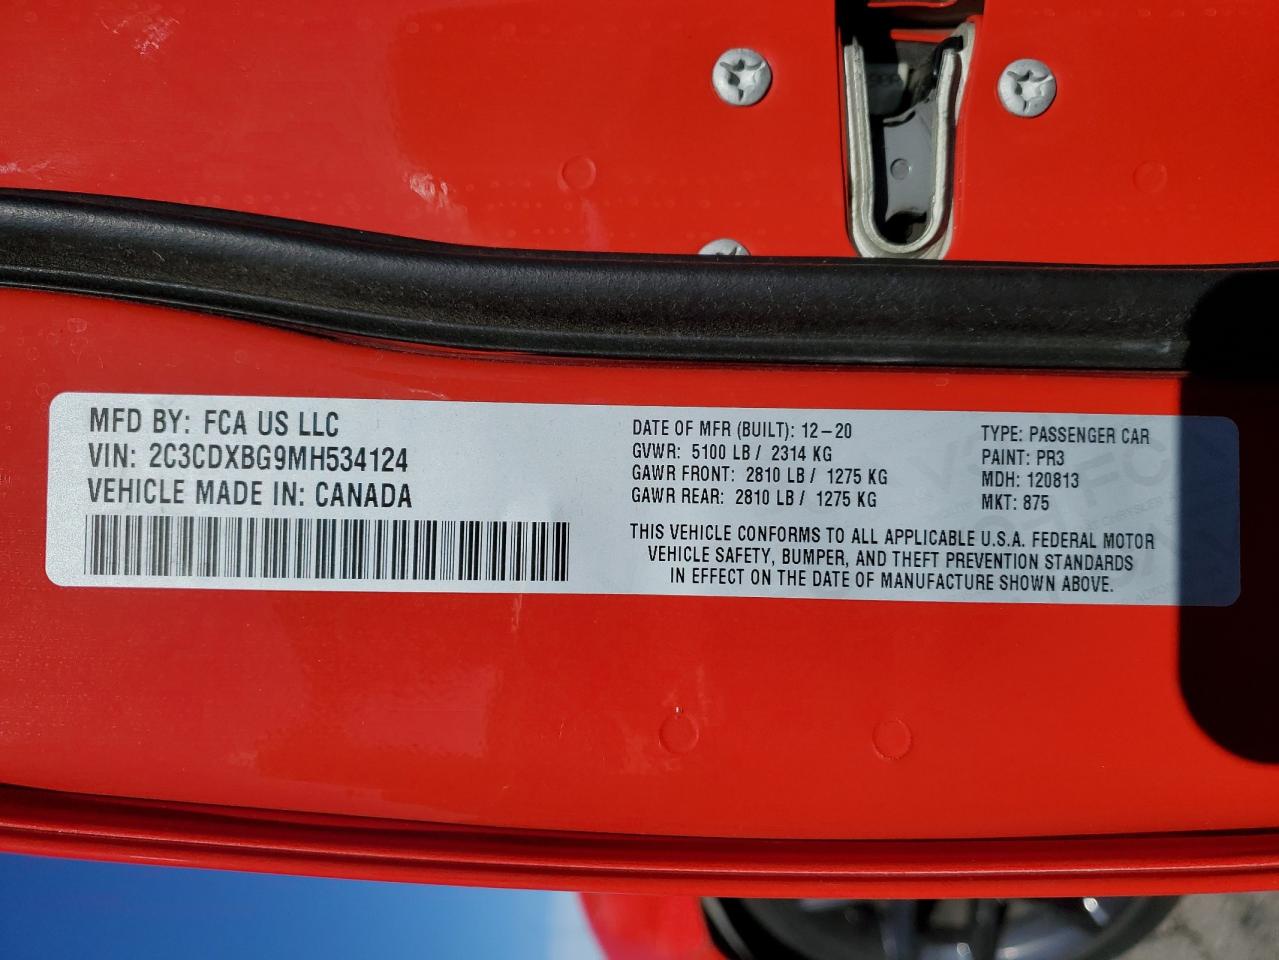 MFD BY: FCA US LLC
VIN: 2C3CDXBG9MH534124
VEHICLE MADE IN: CANADA
DATE OF MFR (BUILT): 12-20
GVWR: 5100 LB / 2314 KG
GAWR FRONT: 2810 LB / 1275 KG
GAWR REAR: 2810 LB / 1275 KG
TYPE: PASSENGER CAR
PAINT: PR3
MDH: 120813
MKT: 875
THIS VEHICLE CONFORMS TO ALL APPLICABLE U.S.A. FEDERAL MOTOR
VEHICLE SAFETY, BUMPER, AND THEFT PREVENTION STANDARDS
IN EFFECT ON THE DATE OF MANUFACTURE SHOWN ABOVE.